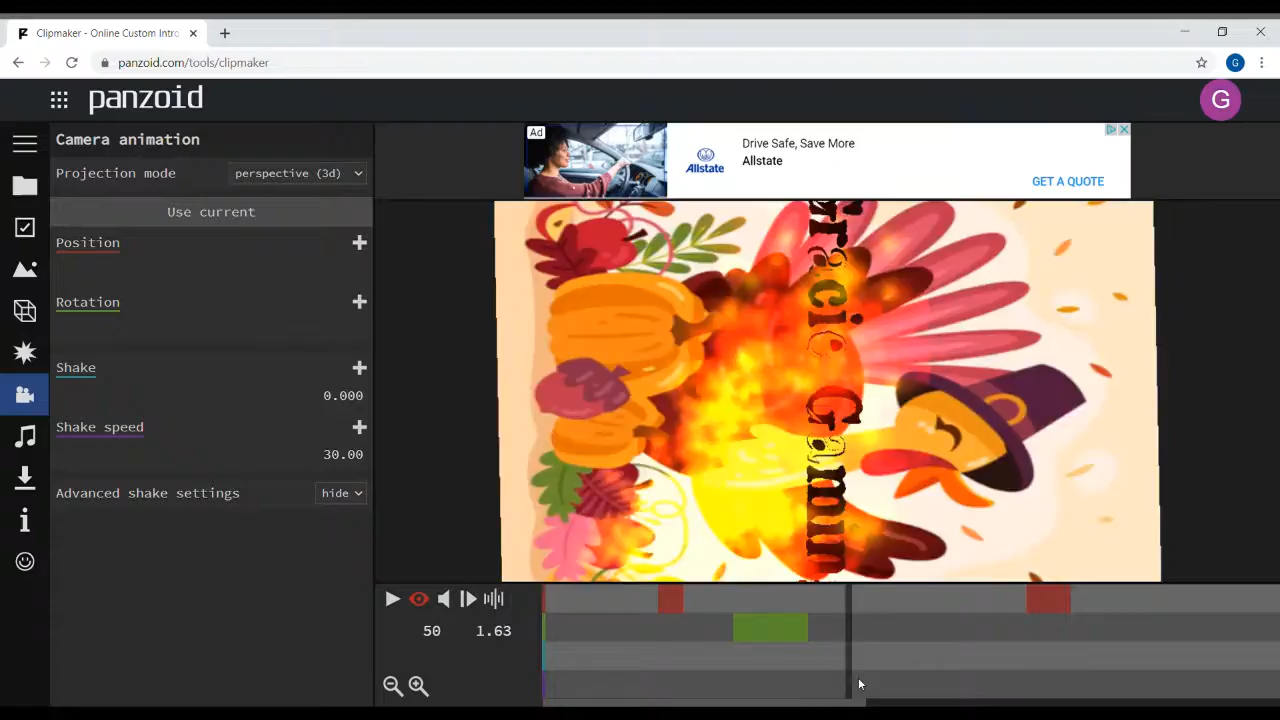 Clipmaker - Online Custom Intro
panzoid.com/tools/clipmaker
G
panzoid
G
Camera animation
Projection mode
perspective (3d)
Use current
Position
Rotation
Shake
0.000
Shake speed
30.00
Advanced shake settings
hide
Ad
Allstate
Drive Safe, Save More
Allstate
GET A QUOTE
50
1.63